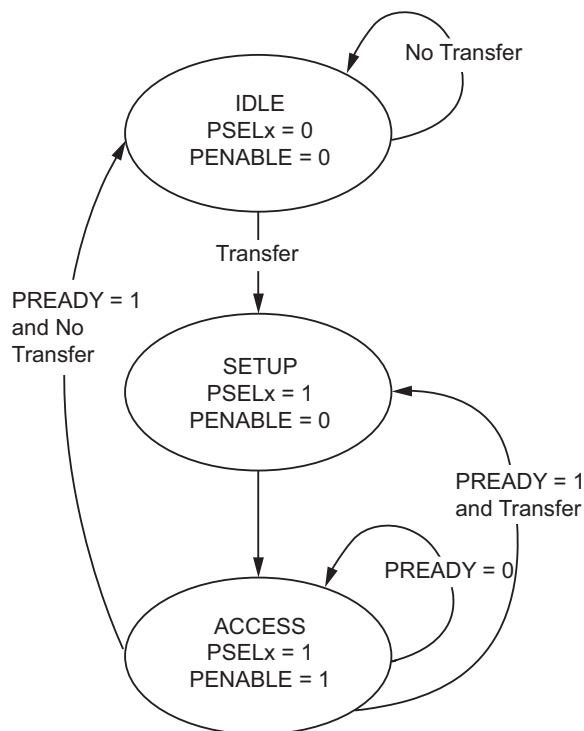 No Transfer
IDLE
PSELx = 0
PENABLE = 0
Transfer
PREADY = 1
and No
Transfer
SETUP
PSELx = 1
PENABLE = 0
PREADY = 1
and Transfer
PREADY = 0
ACCESS
PSELx = 1
PENABLE = 1